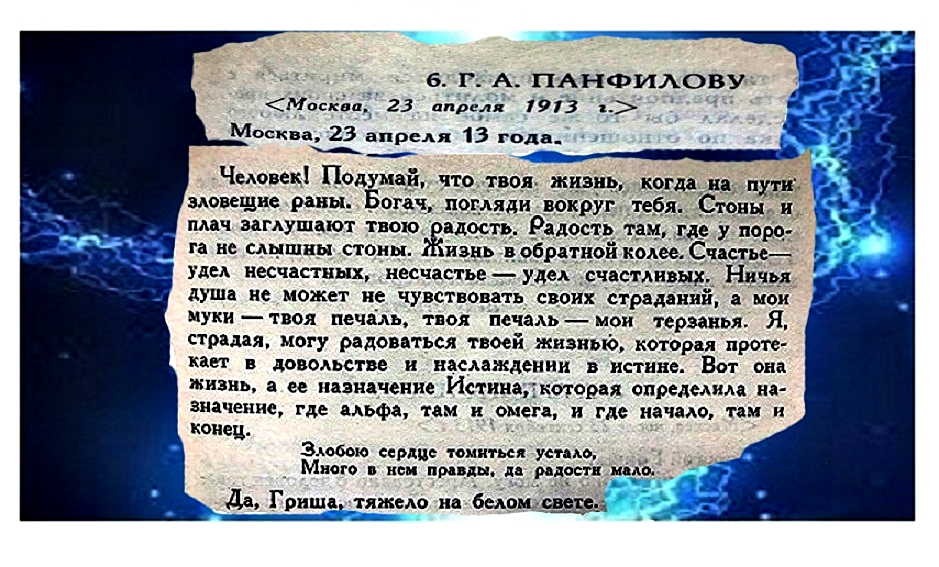 6. Г. А. ПАНФИЛОВУ
<Москва, 23 апреля 1913 г.>
Москва, 23 апреля 13 года.
Человек! Подумай, что твоя жизнь, когда на пути
зловещие раны. Богач, погляди вокруг тебя. Стоны и
плач заглушают твою радость. Радость там, где у поро-
га не слышны стоны. Жизнь в обратной колее. Счастье—
удел несчастных, несчастье — удел счастливых. Ничья
душа не может не чувствовать своих страданий, а мои
муки — твоя печаль, твоя печаль — мои терзанья. Я,
страдая, могу радоваться твоей жизнью, которая проте-
кает в довольстве и наслаждении в истине. Вот она
жизнь, а ее назначение Истина, которая определила на-
значение, где альфа, там и омега, и где начало, там и
конец.
Злобою сердце томиться устало,
Много в нем правды, да радости мало.
Да, Гриша, тяжело на белом свете.